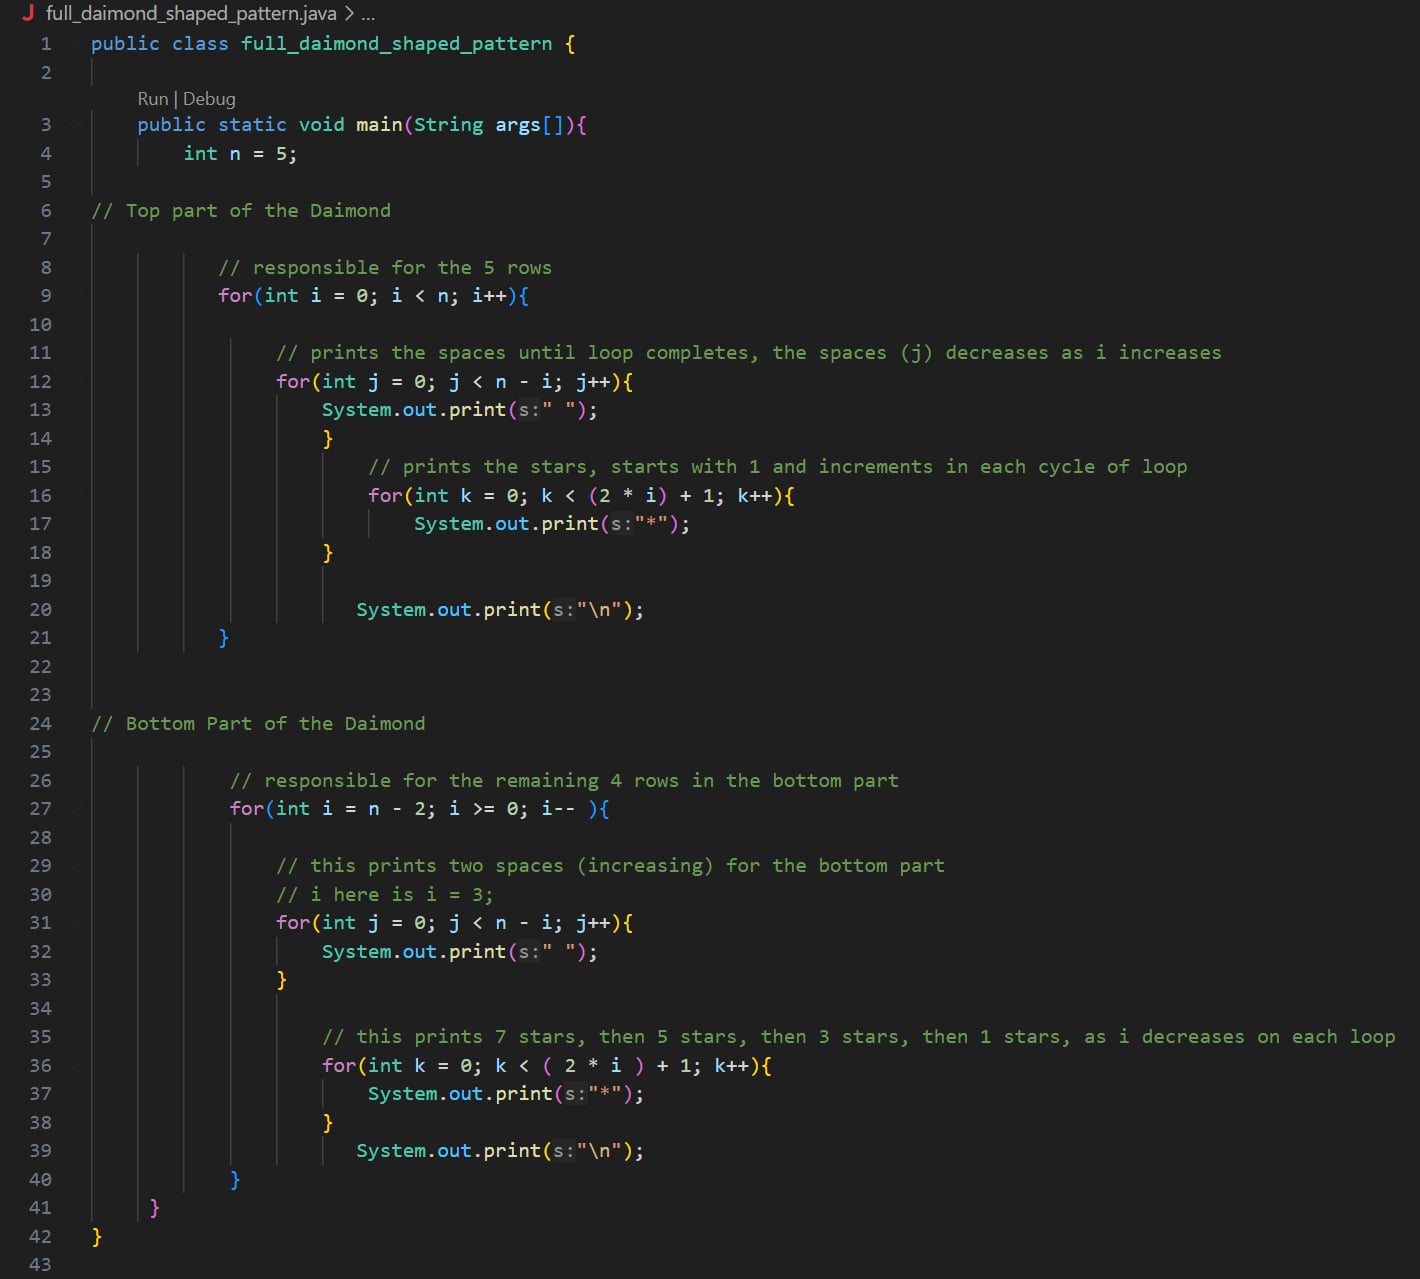 J full_daimond_shaped_pattern.java > ...
1 public class full_daimond_shaped_pattern {
2
Run | Debug
3 public static void main(String args[]){
4 int n = 5;
5
6 // Top part of the Daimond
7
8 // responsible for the 5 rows
9 for(int i = 0; i < n; i++){
10
11 // prints the spaces until loop completes, the spaces (j) decreases as i increases
12 for(int j = 0; j < n - i; j++){
13 System.out.print(s:" ");
14 }
15 // prints the stars, starts with 1 and increments in each cycle of loop
16 for(int k = 0; k < (2 * i) + 1; k++){
17 System.out.print(s:"*");
18 }
19
20 System.out.print(s:"\n");
21 }
22
23
24 // Bottom Part of the Daimond
25
26 // responsible for the remaining 4 rows in the bottom part
27 for(int i = n - 2; i >= 0; i-- ){
28
29 // this prints two spaces (increasing) for the bottom part
30 // i here is i = 3;
31 for(int j = 0; j < n - i; j++){
32 System.out.print(s:" ");
33 }
34
35 // this prints 7 stars, then 5 stars, then 3 stars, then 1 stars, as i decreases on each loop
36 for(int k = 0; k < ( 2 * i ) + 1; k++){
37 System.out.print(s:"*");
38 }
39 System.out.print(s:"\n");
40 }
41 }
42 }
43